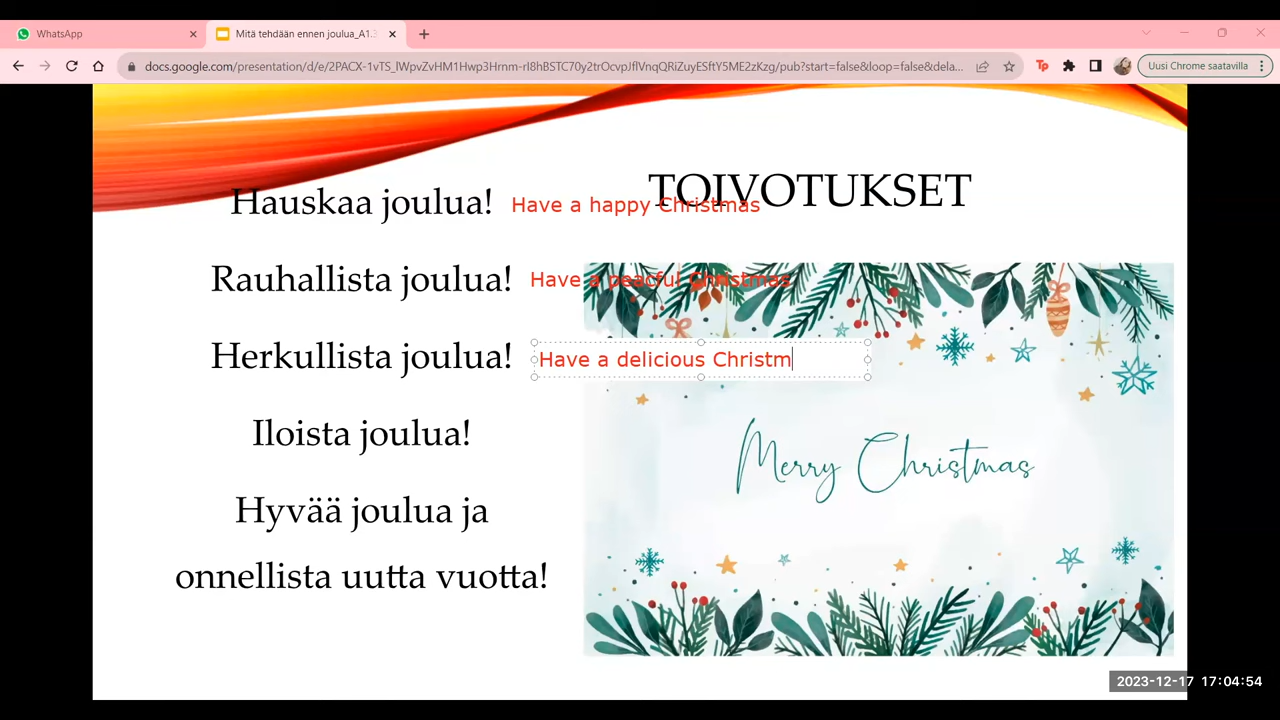 WhatsApp
Mitä tehdään ennen joulua_A1.
docs.google.com/presentation/d/e/2PACX-1vTS_lWpvZvHM1Hwp3Hrnm-rl8hBSTC70y2trOcvpJflVnqQRiZuyESftY5ME2zKzg/pub?start=false&loop=false&dela...
Uusi Chrome saatavilla
TOIVOTUKSET
Hauskaa joulua! Have a happy Christmas
Rauhallista joulua! Have a peacful Christmas
Herkullista joulua! Have a delicious Christm
Iloista joulua!
Hyvää joulua ja
onnellista uutta vuotta!
Merry Christmas
2023-12-17 17:04:54